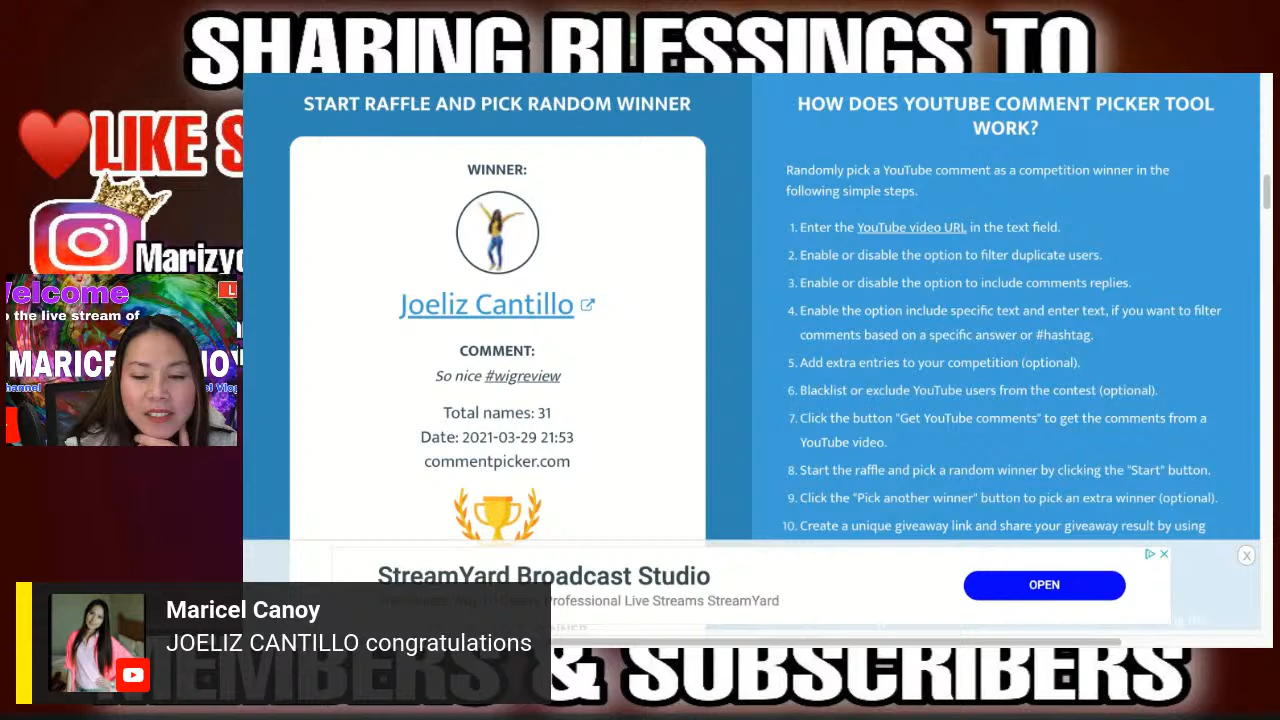 SHARING BLESSINGS TO
LIKE S
Marizyc
Welcome
o the live stream of
MARICE
NO
hannel
el Vlog
START RAFFLE AND PICK RANDOM WINNER
WINNER:
Joeliz Cantillo
COMMENT:
So nice #wigreview
Total names: 31
Date: 2021-03-29 21:53
commentpicker.com
HOW DOES YOUTUBE COMMENT PICKER TOOL
WORK?
Randomly pick a YouTube comment as a competition winner in the
following simple steps.
1. Enter the YouTube video URL in the text field.
2. Enable or disable the option to filter duplicate users.
3. Enable or disable the option to include comments replies.
4. Enable the option include specific text and enter text, if you want to filter
comments based on a specific answer or #hashtag.
5. Add extra entries to your competition (optional).
6. Blacklist or exclude YouTube users from the contest (optional).
7. Click the button "Get YouTube comments" to get the comments from a
YouTube video.
8. Start the raffle and pick a random winner by clicking the "Start" button.
9. Click the "Pick another winner" button to pick an extra winner (optional).
10. Create a unique giveaway link and share your giveaway result by using
StreamYard Broadcast Studio
Professional Live Streams StreamYard
OPEN
Maricel Canoy
JOELIZ CANTILLO congratulations
MEMBERS & SUBSCRIBERS